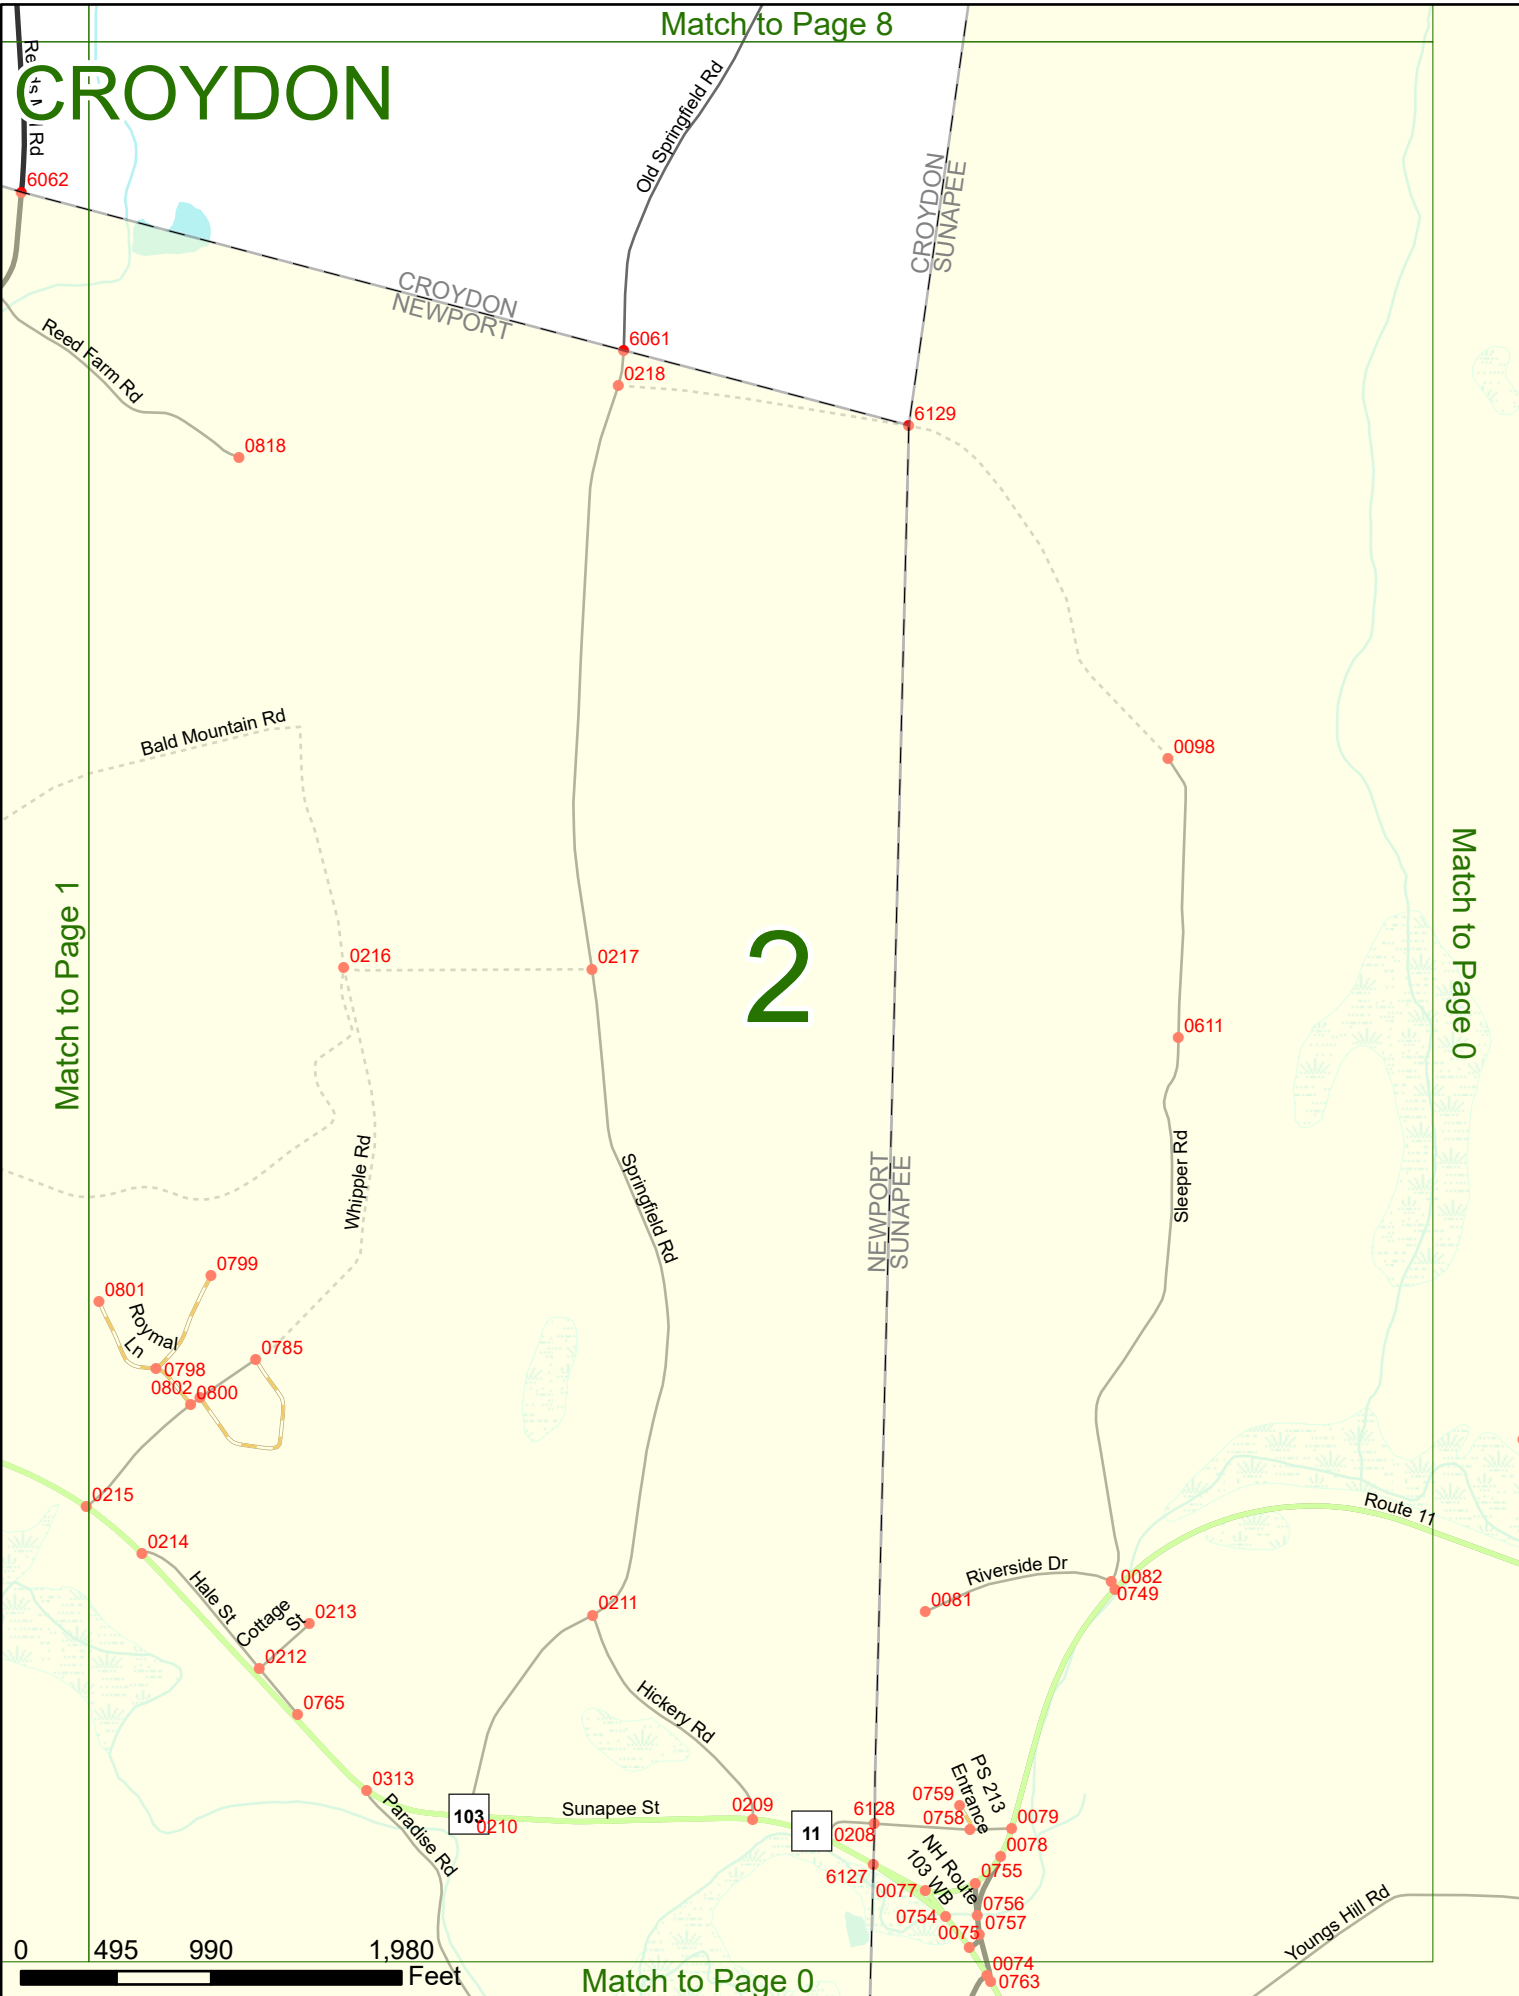 Match to Page 8
CROYDON
Rd
Old Springfield Rd
CROYDON
SUNAPEE
6062
CROYDON
NEWPORT
6061
0218
Reed Farm Rd
6129
0818
Bald Mountain Rd
0098
Match to Page 1
Match to Page 0
2
0216
0217
0611
Whipple Rd
Springfield Rd
NEWPORT
SUNAPEE
Sleeper Rd
0799
0801
Roymal
Ln
0785
0798
0802
0800
0215
Route 11
0214
Hale St
Cottage
St
0213
0212
0211
Riverside Dr
0081
0082
0749
0765
Hickery Rd
0313
Paradise Rd
103
0210
Sunapee St
0209
11
6128
0208
6127
0759
PS 213
Entrance
0758
0079
0078
NH Route
103 WB
0755
0077
0756
0757
0754
0075
0074
0763
Youngs Hill Rd
0 495 990 1,980
Feet
Match to Page 0